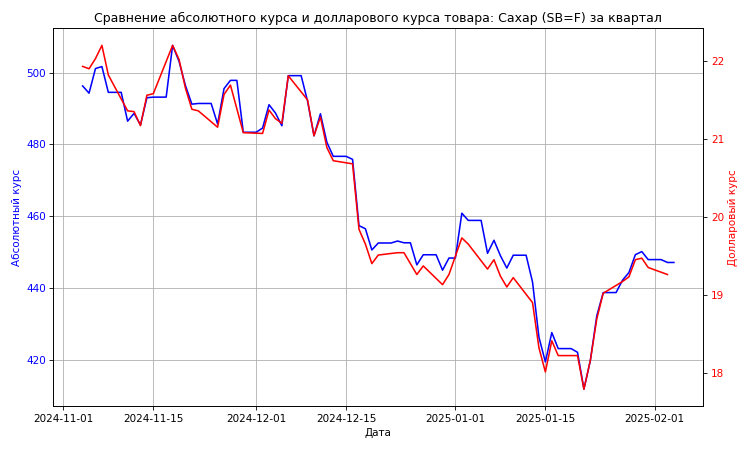 Сравнение абсолютного курса и долларового курса товара: Сахар (SB=F) за квартал
500
480
460
440
420
Абсолютный курс
22
21
20
19
18
Долларовый курс
2024-11-01 2024-11-15 2024-12-01 2024-12-15 2025-01-01 2025-01-15 2025-02-01
Дата